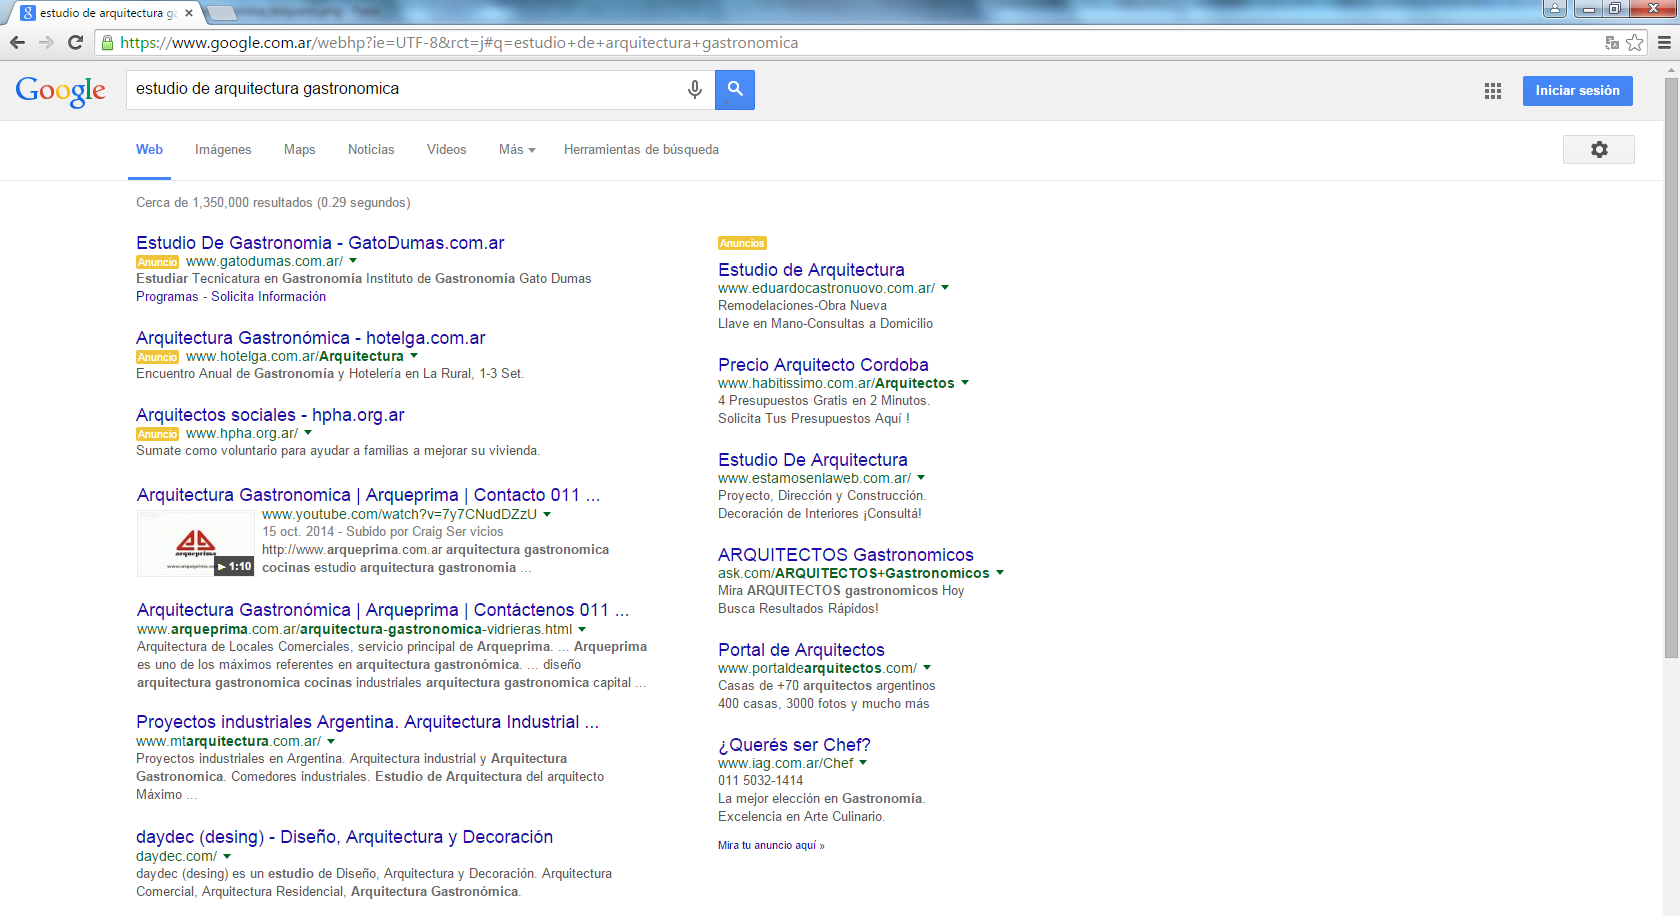 estudio de arquitectura ga
https://www.google.com.ar/webhp?ie=UTF-8&rct=j#q=estudio+de+arquitectura+gastronomica
Google
estudio de arquitectura gastronomica
Iniciar sesión
Web Imágenes Maps Noticias Videos Más Herramientas de búsqueda
Cerca de 1,350,000 resultados (0.29 segundos)
Estudio De Gastronomia - GatoDumas.com.ar
Anuncio www.gatodumas.com.ar/
Estudiar Tecnicatura en Gastronomía Instituto de Gastronomía Gato Dumas
Programas - Solicita Información
Arquitectura Gastronómica - hotelga.com.ar
Anuncio www.hotelga.com.ar/Arquitectura
Encuentro Anual de Gastronomía y Hotelería en La Rural, 1-3 Set.
Arquitectos sociales - hpha.org.ar
Anuncio www.hpha.org.ar/
Sumate como voluntario para ayudar a familias a mejorar su vivienda.
Arquitectura Gastronomica | Arqueprima | Contacto 011 ...
www.youtube.com/watch?v=7y7CNudDZzU
15 oct. 2014 - Subido por Craig Ser vicios
http://www.arqueprima.com.ar arquitectura gastronomica
cocinas estudio arquitectura gastronomia ...
arqueprima
1:10
Arquitectura Gastronómica | Arqueprima | Contáctenos 011 ...
www.arqueprima.com.ar/arquitectura-gastronomica-vidrieras.html
Arquitectura de Locales Comerciales, servicio principal de Arqueprima. ... Arqueprima
es uno de los máximos referentes en arquitectura gastronómica. ... diseño
arquitectura gastronomica cocinas industriales arquitectura gastronomica capital ...
Proyectos industriales Argentina. Arquitectura Industrial ...
www.mtarquitectura.com.ar/
Proyectos industriales en Argentina. Arquitectura industrial y Arquitectura
Gastronomica. Comedores industriales. Estudio de Arquitectura del arquitecto
Máximo ...
daydec (desing) - Diseño, Arquitectura y Decoración
daydec.com/
daydec (desing) es un estudio de Diseño, Arquitectura y Decoración. Arquitectura
Comercial, Arquitectura Residencial, Arquitectura Gastronómica.
Anuncios
Estudio de Arquitectura
www.eduardocastronuovo.com.ar/
Remodelaciones-Obra Nueva
Llave en Mano-Consultas a Domicilio
Precio Arquitecto Cordoba
www.habitissimo.com.ar/Arquitectos
4 Presupuestos Gratis en 2 Minutos.
Solicita Tus Presupuestos Aquí !
Estudio De Arquitectura
www.estamosenlaweb.com.ar/
Proyecto, Dirección y Construcción.
Decoración de Interiores ¡Consultá!
ARQUITECTOS Gastronomicos
ask.com/ARQUITECTOS+Gastronomicos
Mira ARQUITECTOS gastronomicos Hoy
Busca Resultados Rápidos!
Portal de Arquitectos
www.portaldearquitectos.com/
Casas de +70 arquitectos argentinos
400 casas, 3000 fotos y mucho más
¿Querés ser Chef?
www.iag.com.ar/Chef
011 5032-1414
La mejor elección en Gastronomía.
Excelencia en Arte Culinario.
Mira tu anuncio aquí »